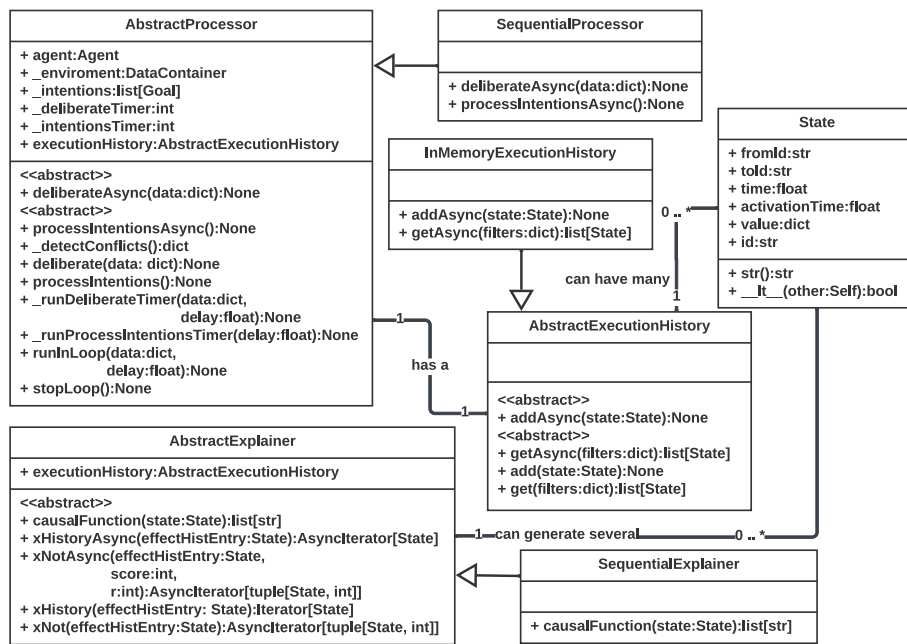 AbstractProcessor
+ agent:Agent
+ _enviroment:DataContainer
+ _intentions:list[Goal]
+ _deliberateTimer:int
+ _intentionsTimer:int
+ executionHistory:AbstractExecutionHistory
<<abstract>>
+ deliberateAsync(data:dict):None
<<abstract>>
+ processIntentionsAsync():None
+ _detectConflicts():dict
+ deliberate(data: dict):None
+ processIntentions():None
+ _runDeliberateTimer(data:dict,
delay:float):None
+ _runProcessIntentionsTimer(delay:float):None
+ runInLoop(data:dict,
delay:float):None
+ stopLoop():None
SequentialProcessor
+ deliberateAsync(data:dict):None
+ processIntentionsAsync():None
InMemoryExecutionHistory
+ addAsync(state:State):None
+ getAsync(filters:dict):list[State]
State
+ fromId:str
+ toId:str
+ time:float
+ activationTime:float
+ value:dict
+ id:str
+ str():str
+ __lt__(other:Self):bool
0 .. *
can have many
1
1
has a
1
AbstractExecutionHistory
<<abstract>>
+ addAsync(state:State):None
<<abstract>>
+ getAsync(filters:dict):list[State]
+ add(state:State):None
+ get(filters:dict):list[State]
AbstractExplainer
+ executionHistory:AbstractExecutionHistory
<<abstract>>
+ causalFunction(state:State):list[str]
+ xHistoryAsync(effectHistEntry:State):AsyncIterator[State]
+ xNotAsync(effectHistEntry:State,
score:int,
r:int):AsyncIterator[tuple[State, int]]
+ xHistory(effectHistEntry: State):Iterator[State]
+ xNot(effectHistEntry:State):AsyncIterator[tuple[State, int]]
1 can generate several 0 .. *
SequentialExplainer
+ causalFunction(state:State):list[str]